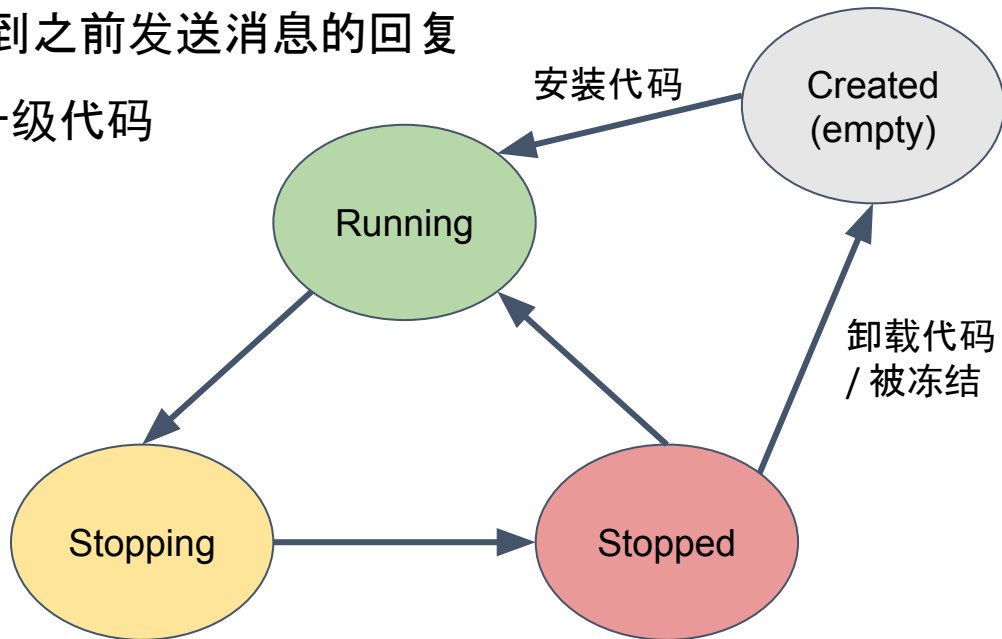 到之前发送消息的回复
级代码
安装代码
Created
(empty)
Running
卸载代码
/ 被冻结
Stopping
Stopped